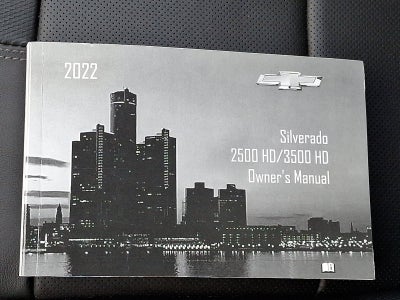 2022
Silverado
2500 HD/3500 HD
Owner's Manual